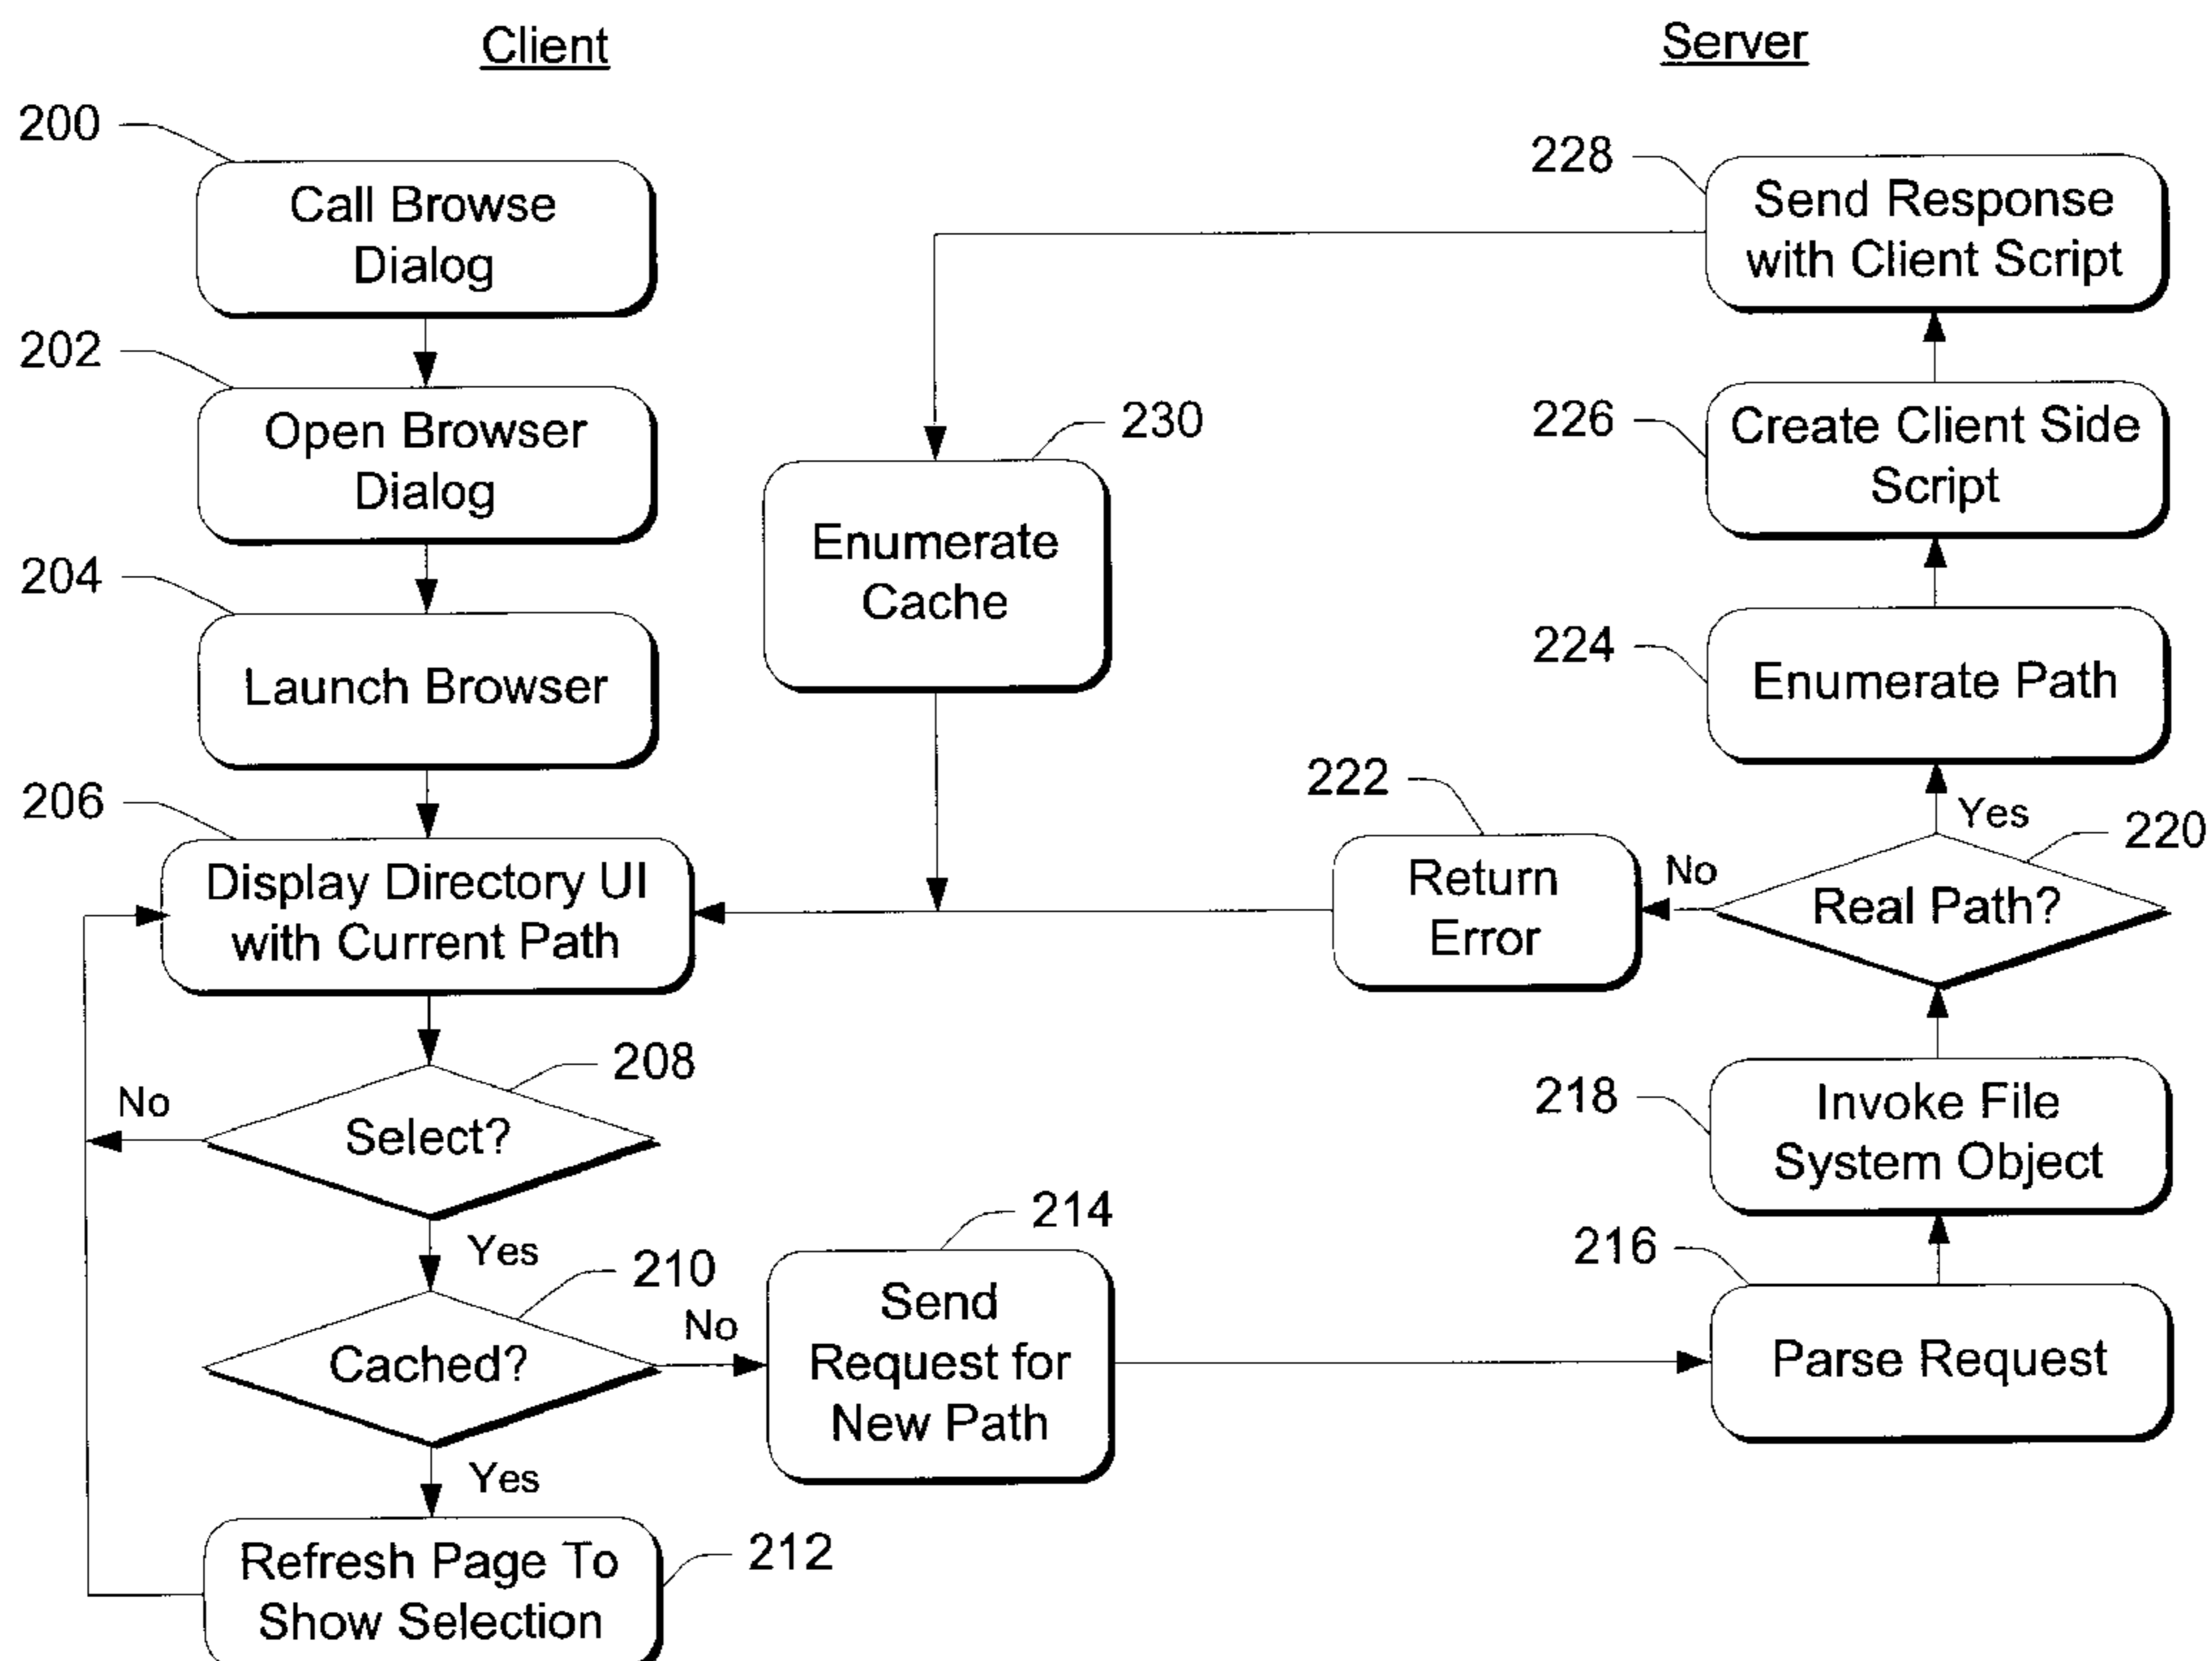 Client
Server
200
Call Browse
Dialog
202
Open Browser
Dialog
204
Launch Browser
206
Display Directory UI
with Current Path
208
Select?
No
Yes
210
Cached?
No
Yes
212
Refresh Page To
Show Selection
214
Send
Request for
New Path
216
Parse Request
218
Invoke File
System Object
220
Real Path?
No
Yes
222
Return
Error
224
Enumerate Path
226
Create Client Side
Script
228
Send Response
with Client Script
230
Enumerate
Cache